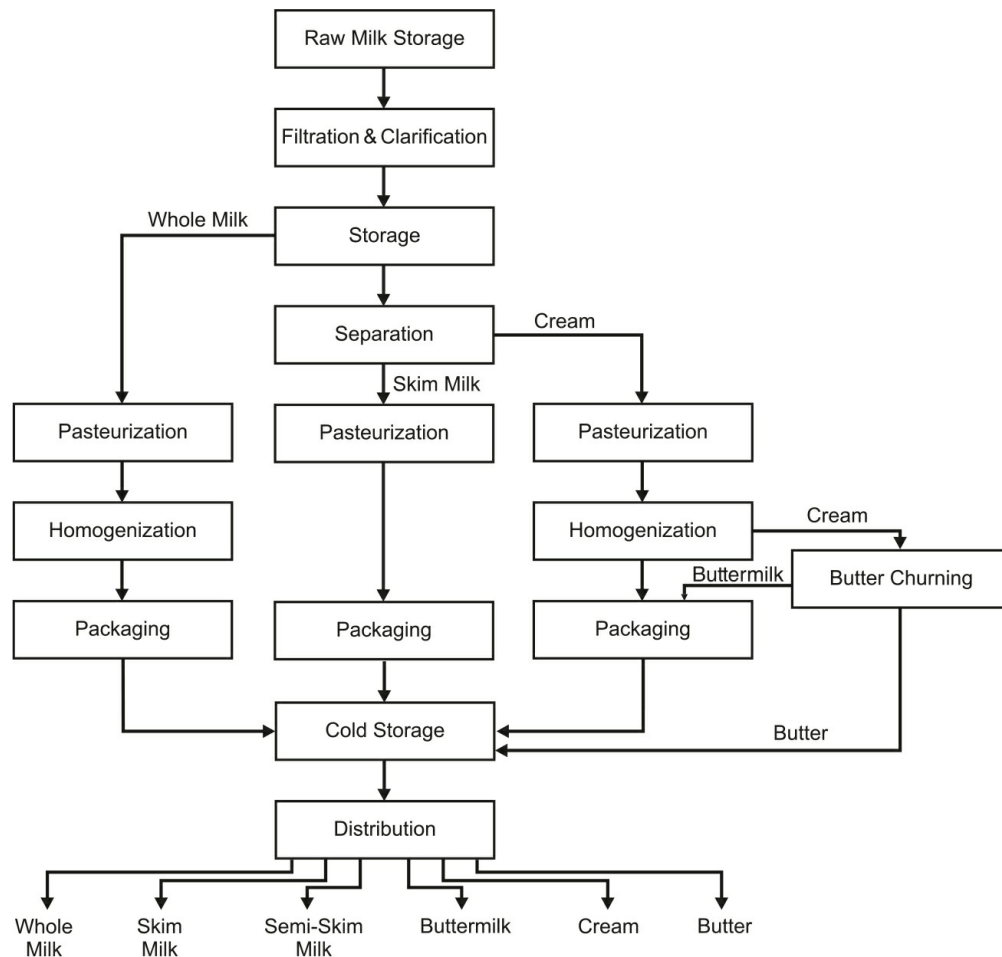 Raw Milk Storage
Filtration & Clarification
Whole Milk
Storage
Separation
Cream
Skim Milk
Pasteurization
Pasteurization
Pasteurization
Homogenization
Homogenization
Cream
Buttermilk
Butter Churning
Packaging
Packaging
Packaging
Cold Storage
Butter
Distribution
Whole
Milk
Skim
Milk
Semi-Skim
Milk
Buttermilk
Cream
Butter